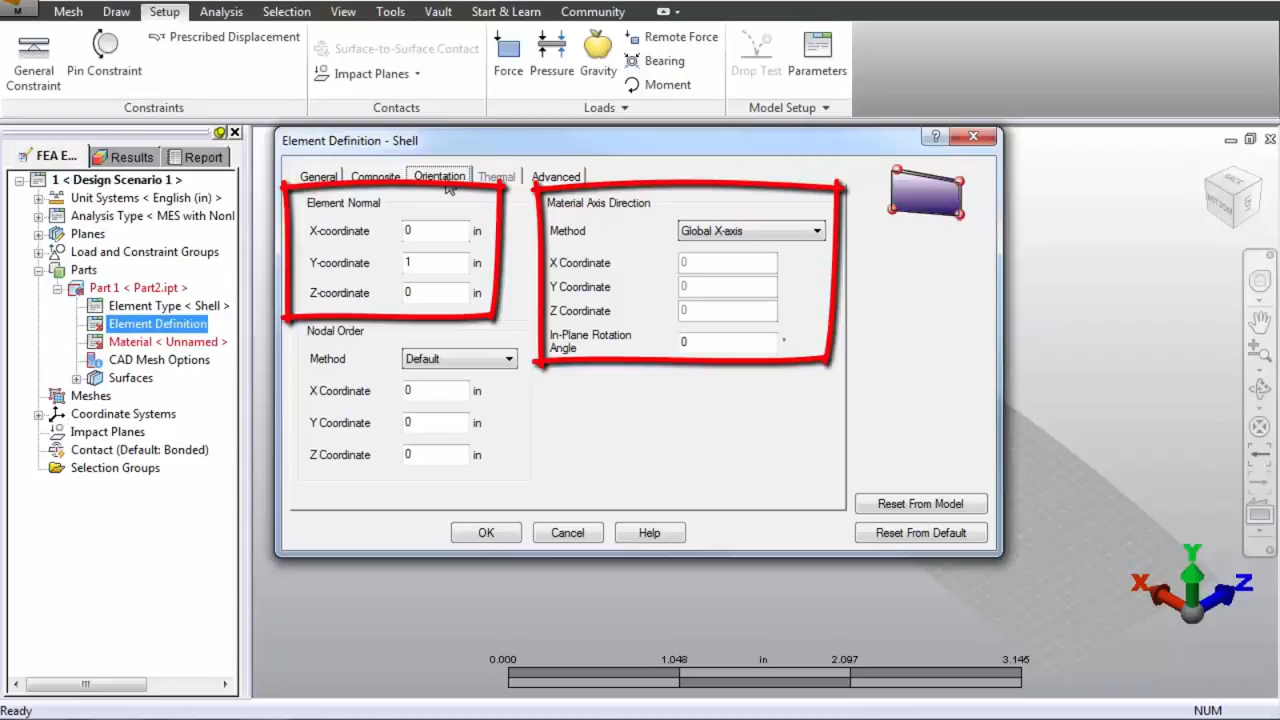 M Mesh Draw Setup Analysis Selection View Tools Vault Start & Learn Community
General Constraint
Pin Constraint
Prescribed Displacement
Constraints
Surface-to-Surface Contact
Impact Planes
Contacts
Force Pressure Gravity
Remote Force
Bearing
Moment
Loads
Drop Test Parameters
Model Setup
FEA E... Results Report
1 < Design Scenario 1 >
Unit Systems < English (in) >
Analysis Type < MES with Nonl
Planes
Load and Constraint Groups
Parts
Part 1 < Part2.ipt >
Element Type < Shell >
Element Definition
Material < Unnamed >
CAD Mesh Options
Surfaces
Meshes
Coordinate Systems
Impact Planes
Contact (Default: Bonded)
Selection Groups
Element Definition - Shell
General Composite Orientation Thermal Advanced
Element Normal
X-coordinate 0 in
Y-coordinate 1 in
Z-coordinate 0 in
Nodal Order
Method Default
X Coordinate 0 in
Y Coordinate 0 in
Z Coordinate 0 in
Material Axis Direction
Method Global X-axis
X Coordinate 0
Y Coordinate 0
Z Coordinate 0
In-Plane Rotation
Angle 0 °
Reset From Model
OK Cancel Help Reset From Default
BACK
BOTTOM
X Y Z
0.000 1.048 in 2.097 3.145
Ready NUM